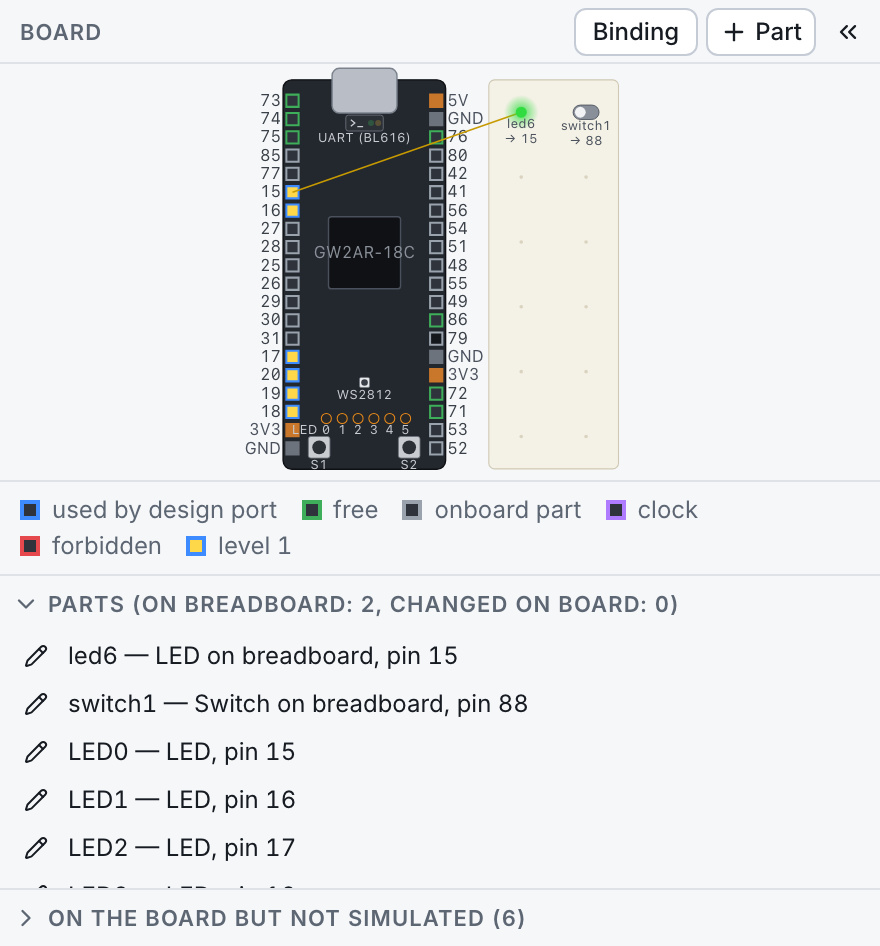 BOARD
Binding
+ Part
73
74
75
85
77
15
16
27
28
25
26
29
30
31
17
20
19
18
3V3
GND
>_
UART (BL616)
GW2AR-18C
WS2812
LED 0 1 2 3 4 5
S1
S2
5V
GND
76
80
42
41
56
54
51
48
55
49
86
79
GND
3V3
72
71
53
52
led6
→ 15
switch1
→ 88
used by design port
free
onboard part
clock
forbidden
level 1
PARTS (ON BREADBOARD: 2, CHANGED ON BOARD: 0)
led6 — LED on breadboard, pin 15
switch1 — Switch on breadboard, pin 88
LED0 — LED, pin 15
LED1 — LED, pin 16
LED2 — LED, pin 17
ON THE BOARD BUT NOT SIMULATED (6)